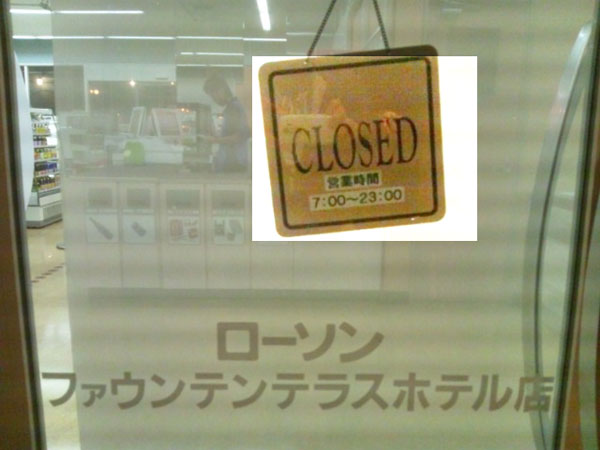 CLOSED
営業時間
7:00～23:00
ローソン
ファウンテンテラスホテル店